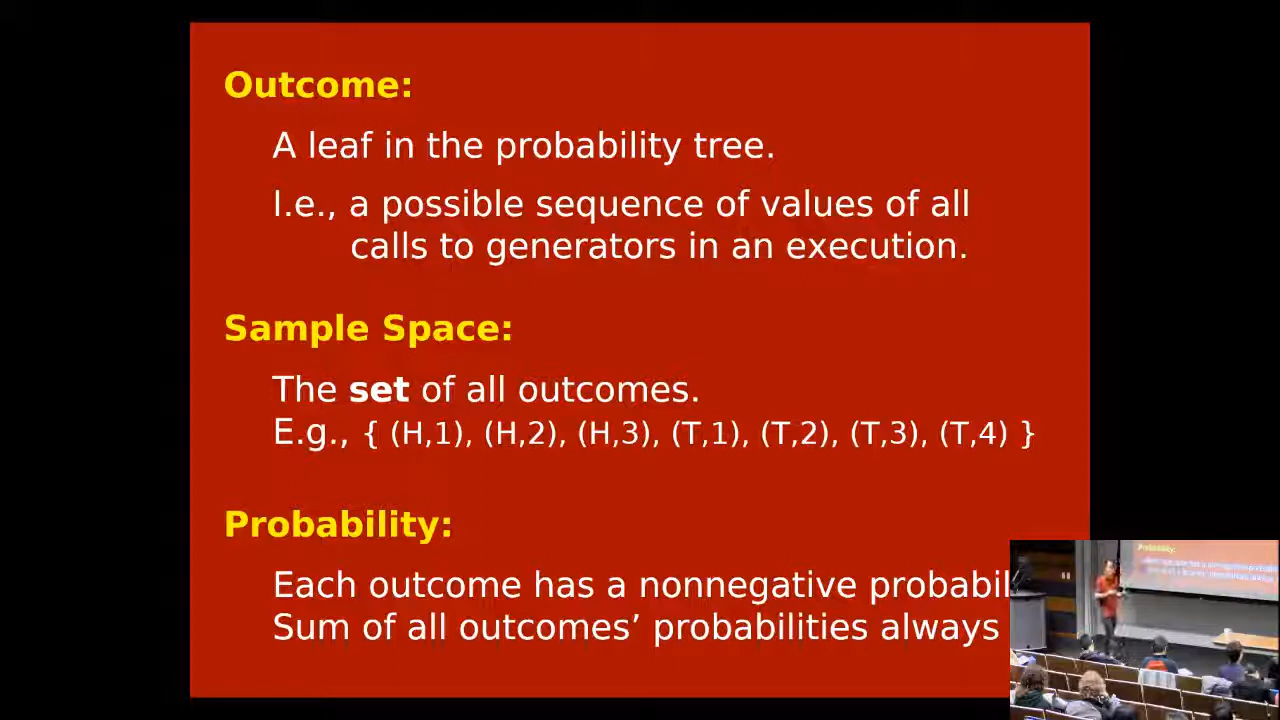 Outcome:
A leaf in the probability tree.
I.e., a possible sequence of values of all
calls to generators in an execution.
Sample Space:
The set of all outcomes.
E.g., { (H,1), (H,2), (H,3), (T,1), (T,2), (T,3), (T,4) }
Probability:
Each outcome has a nonnegative probabil
Sum of all outcomes’ probabilities always
Probability: